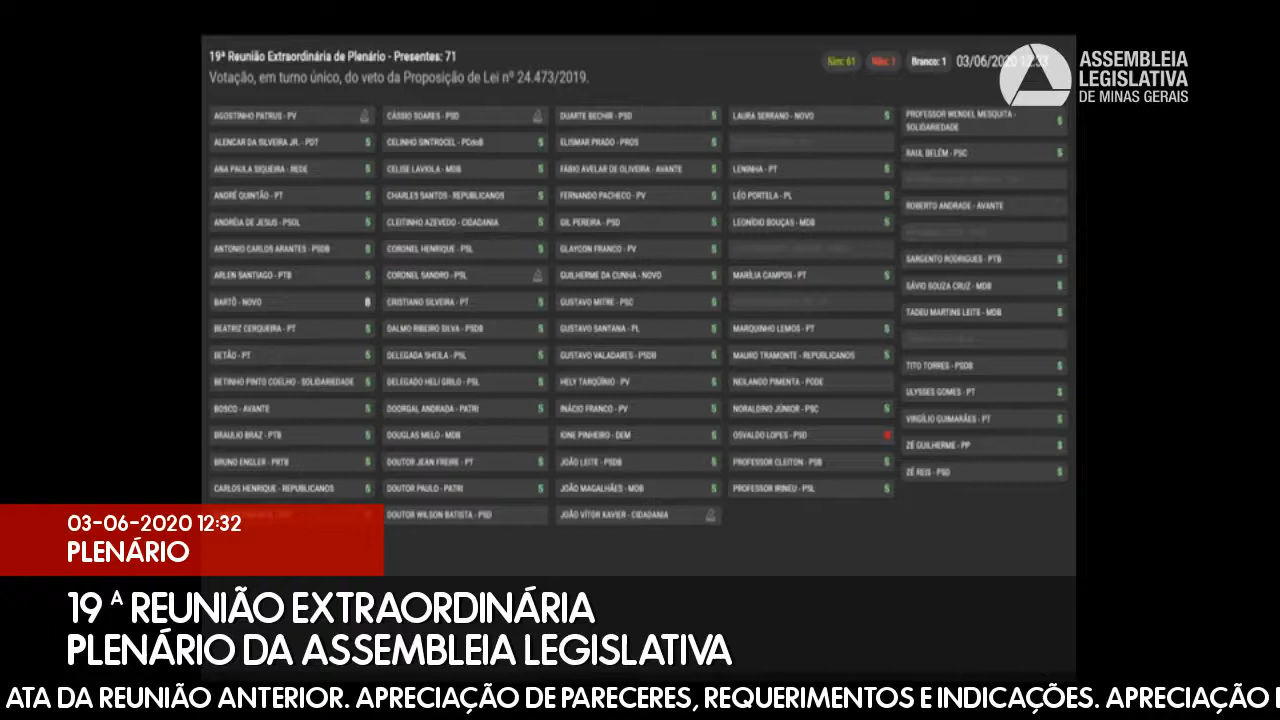 19ª Reunião Extraordinária de Plenário - Presentes: 71
Sim: 61 Não: 1 Branco: 1 03/06/2020 12:33
Votação, em turno único, do veto da Proposição de Lei nº 24.473/2019.
ASSEMBLEIA
LEGISLATIVA
DE MINAS GERAIS
AGOSTINHO PATRUS - PV
ALENCAR DA SILVEIRA JR. - PDT S
ANA PAULA SIQUEIRA - REDE S
ANDRÉ QUINTÃO - PT S
ANDRÉIA DE JESUS - PSOL S
ANTONIO CARLOS ARANTES - PSDB S
ARLEN SANTIAGO - PTB S
BARTÔ - NOVO B
BEATRIZ CERQUEIRA - PT S
BETÃO - PT S
BETINHO PINTO COELHO - SOLIDARIEDADE S
BOSCO - AVANTE S
BRAULIO BRAZ - PTB S
BRUNO ENGLER - PRTB S
CARLOS HENRIQUE - REPUBLICANOS S
CÁSSIO SOARES - PSD
CELINHO SINTROCEL - PCdoB S
CELISE LAVIOLA - MDB S
CHARLES SANTOS - REPUBLICANOS S
CLEITINHO AZEVEDO - CIDADANIA S
CORONEL HENRIQUE - PSL S
CORONEL SANDRO - PSL
CRISTIANO SILVEIRA - PT S
DALMO RIBEIRO SILVA - PSDB S
DELEGADA SHEILA - PSL S
DELEGADO HELI GRILO - PSL S
DOORGAL ANDRADA - PATRI S
DOUGLAS MELO - MDB
DOUTOR JEAN FREIRE - PT S
DOUTOR PAULO - PATRI S
DOUTOR WILSON BATISTA - PSD
DUARTE BECHIR - PSD S
ELISMAR PRADO - PROS S
FÁBIO AVELAR DE OLIVEIRA - AVANTE S
FERNANDO PACHECO - PV S
GIL PEREIRA - PSD S
GLAYCON FRANCO - PV S
GUILHERME DA CUNHA - NOVO S
GUSTAVO MITRE - PSC S
GUSTAVO SANTANA - PL S
GUSTAVO VALADARES - PSDB S
HELY TARQÜÍNIO - PV S
INÁCIO FRANCO - PV S
IONE PINHEIRO - DEM S
JOÃO LEITE - PSDB S
JOÃO MAGALHÃES - MDB S
JOÃO VÍTOR XAVIER - CIDADANIA
LAURA SERRANO - NOVO S
LENINHA - PT S
LÉO PORTELA - PL S
LEONÍDIO BOUÇAS - MDB S
MARÍLIA CAMPOS - PT S
MARQUINHO LEMOS - PT S
MAURO TRAMONTE - REPUBLICANOS S
NEILANDO PIMENTA - PODE
NORALDINO JÚNIOR - PSC S
OSVALDO LOPES - PSD
PROFESSOR CLEITON - PSB S
PROFESSOR IRINEU - PSL S
PROFESSOR WENDEL MESQUITA -
SOLIDARIEDADE S
RAUL BELÉM - PSC S
ROBERTO ANDRADE - AVANTE
SARGENTO RODRIGUES - PTB S
SÁVIO SOUZA CRUZ - MDB S
TADEU MARTINS LEITE - MDB S
TITO TORRES - PSDB S
ULYSSES GOMES - PT S
VIRGÍLIO GUIMARÃES - PT S
ZÉ GUILHERME - PP S
ZÉ REIS - PSD S
03-06-2020 12:32
PLENÁRIO
19 ª REUNIÃO EXTRAORDINÁRIA
PLENÁRIO DA ASSEMBLEIA LEGISLATIVA
ATA DA REUNIÃO ANTERIOR. APRECIAÇÃO DE PARECERES, REQUERIMENTOS E INDICAÇÕES. APRECIAÇÃO